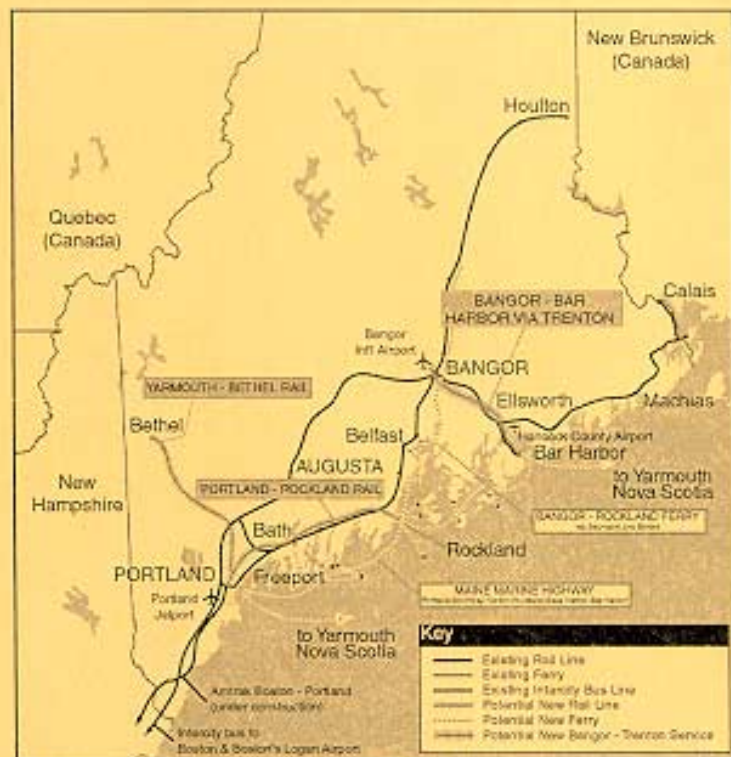 New Brunswick
(Canada)
Houlton
Quebec
(Canada)
Calais
BANGOR - BAR
HARBOR VIA TRENTON
Bangor
Int'l Airport
BANGOR
YARMOUTH - BETHEL RAIL
Ellsworth
Machias
Bethel
Belfast
Hancock County Airport
Bar Harbor
AUGUSTA
to Yarmouth
Nova Scotia
New
Hampshire
PORTLAND - ROCKLAND RAIL
BANGOR - ROCKLAND FERRY
Bath
Rockland
PORTLAND
Freeport
MAINE MARINE HIGHWAY
Portland
Jetport
to Yarmouth
Nova Scotia
Key
Existing Rail Line
Existing Ferry
Existing Intercity Bus Line
Potential New Rail Line
Potential New Ferry
Potential New Bangor - Trenton Service
Amtrak Boston - Portland
(under construction)
Intercity bus to
Boston & Boston's Logan Airport